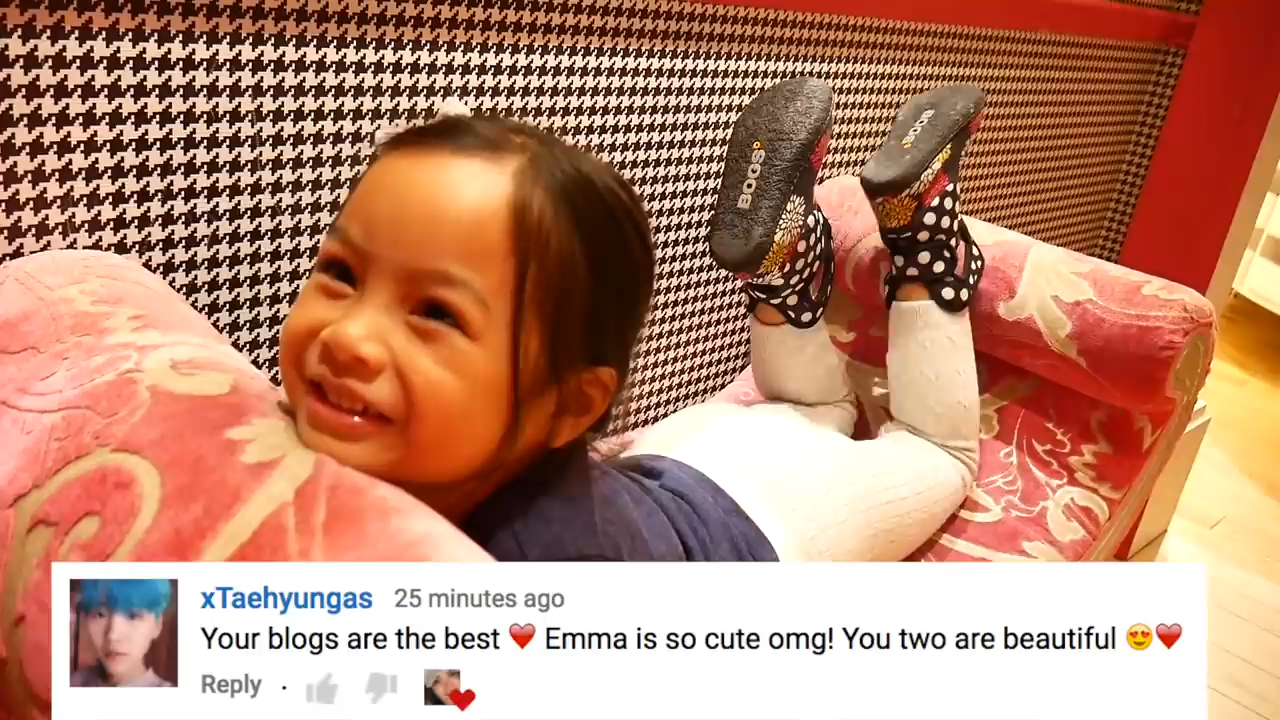 BOGS
BOGS
xTaehyungas 25 minutes ago
Your blogs are the best ❤️ Emma is so cute omg! You two are beautiful 😍❤️
Reply ·